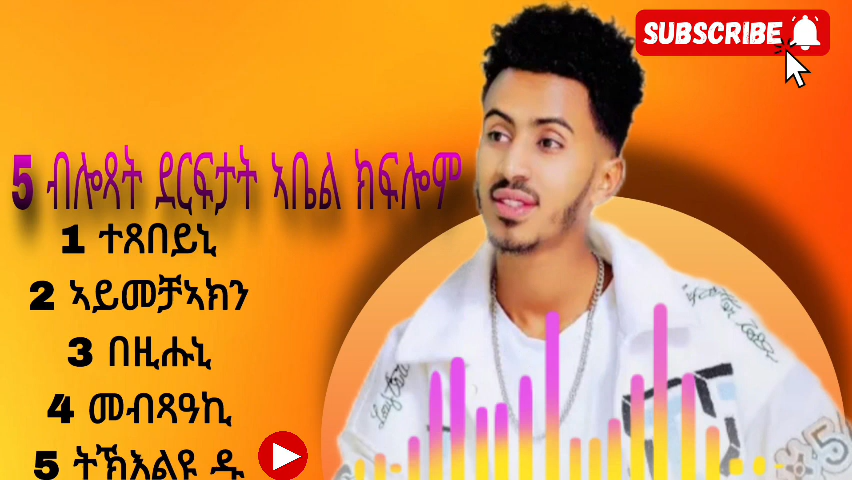 SUBSCRIBE
5 ብሎጻት ደርፍታት ኣቤል ክፍሎም
1 ተጸበይኒ
2 ኣይመቻኣክን
3 በዚሑኒ
4 መብጻዓኪ
5 ትኽእልዩ ዱ